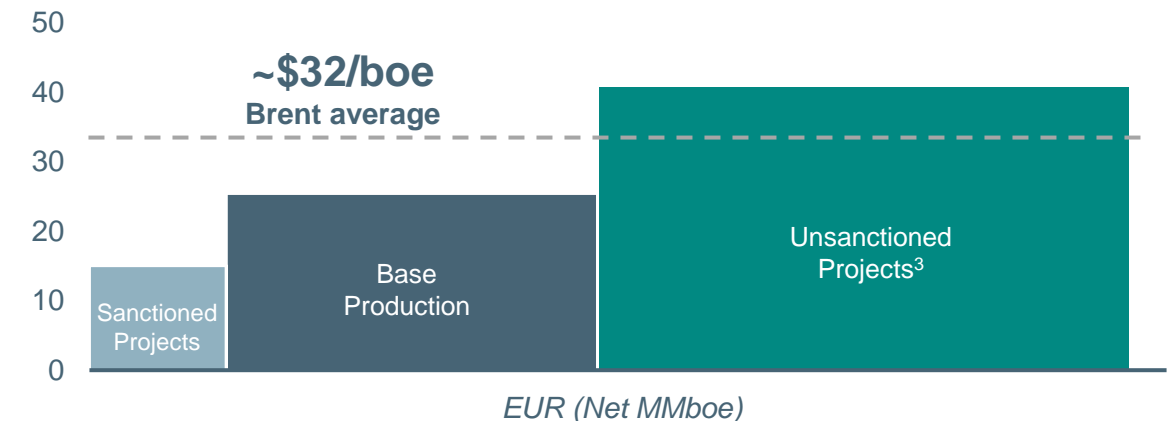 50
~$32/boe
40
Brent average
30
20
Unsanctioned
Projects³
Base
Production
10
Sanctioned
Projects
0
EUR (Net MMboe)